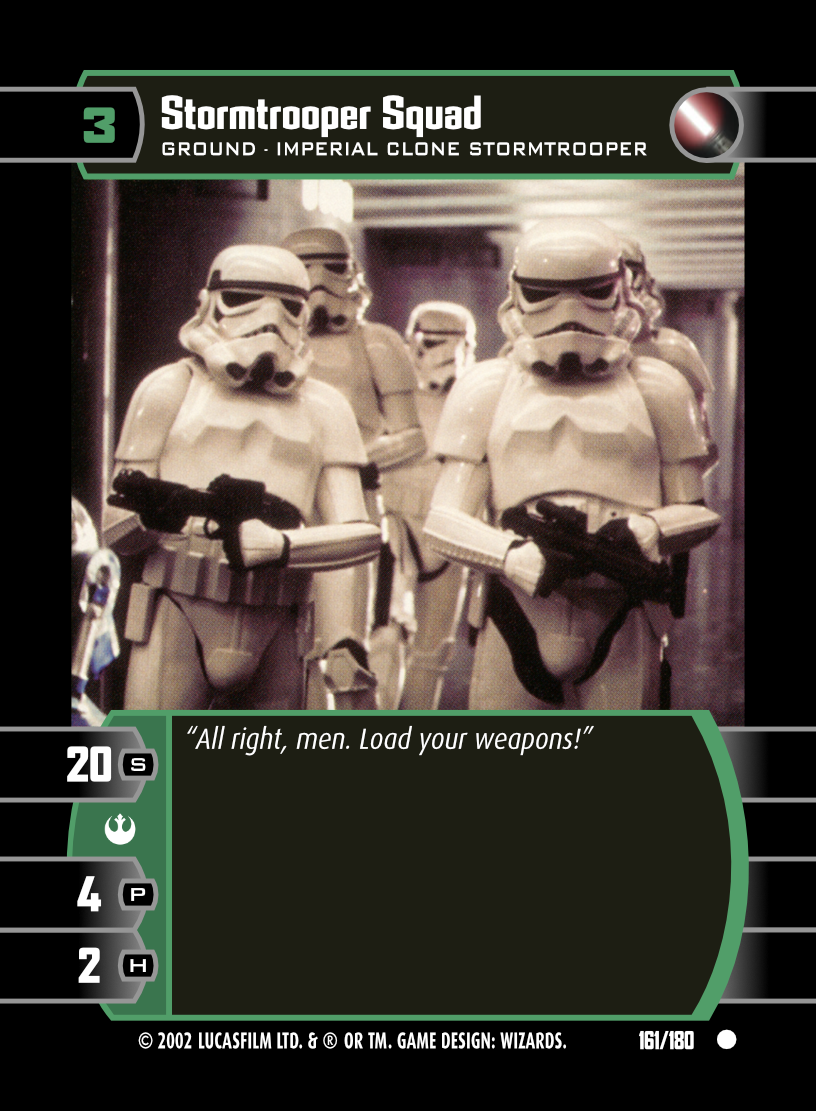 3
Stormtrooper Squad
GROUND · IMPERIAL CLONE STORMTROOPER
“All right, men. Load your weapons!”
20 S
4 P
2 H
© 2002 LUCASFILM LTD. & ® OR TM. GAME DESIGN: WIZARDS.
161/180